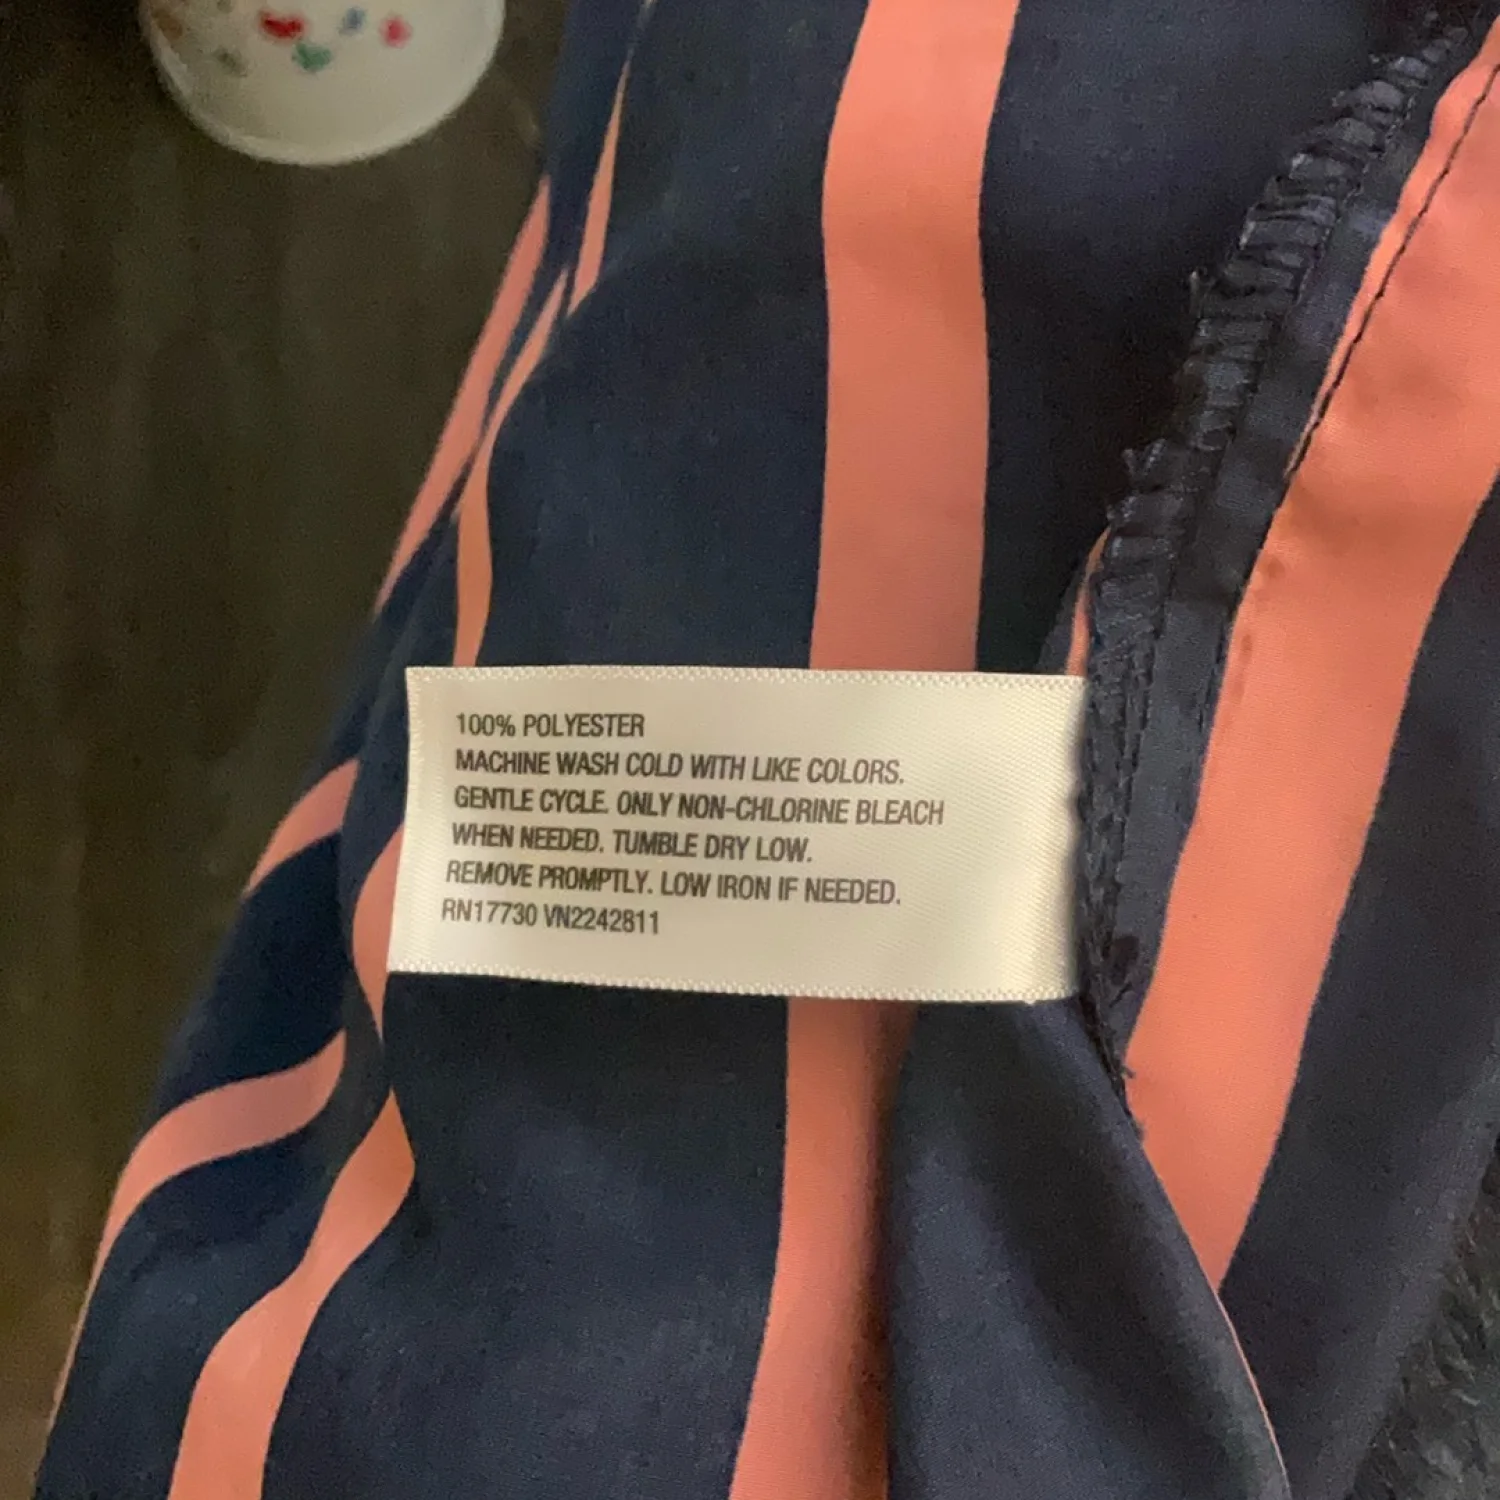 100% POLYESTER
MACHINE WASH COLD WITH LIKE COLORS.
GENTLE CYCLE. ONLY NON-CHLORINE BLEACH
WHEN NEEDED. TUMBLE DRY LOW.
REMOVE PROMPTLY. LOW IRON IF NEEDED.
RN17730 VN2242811